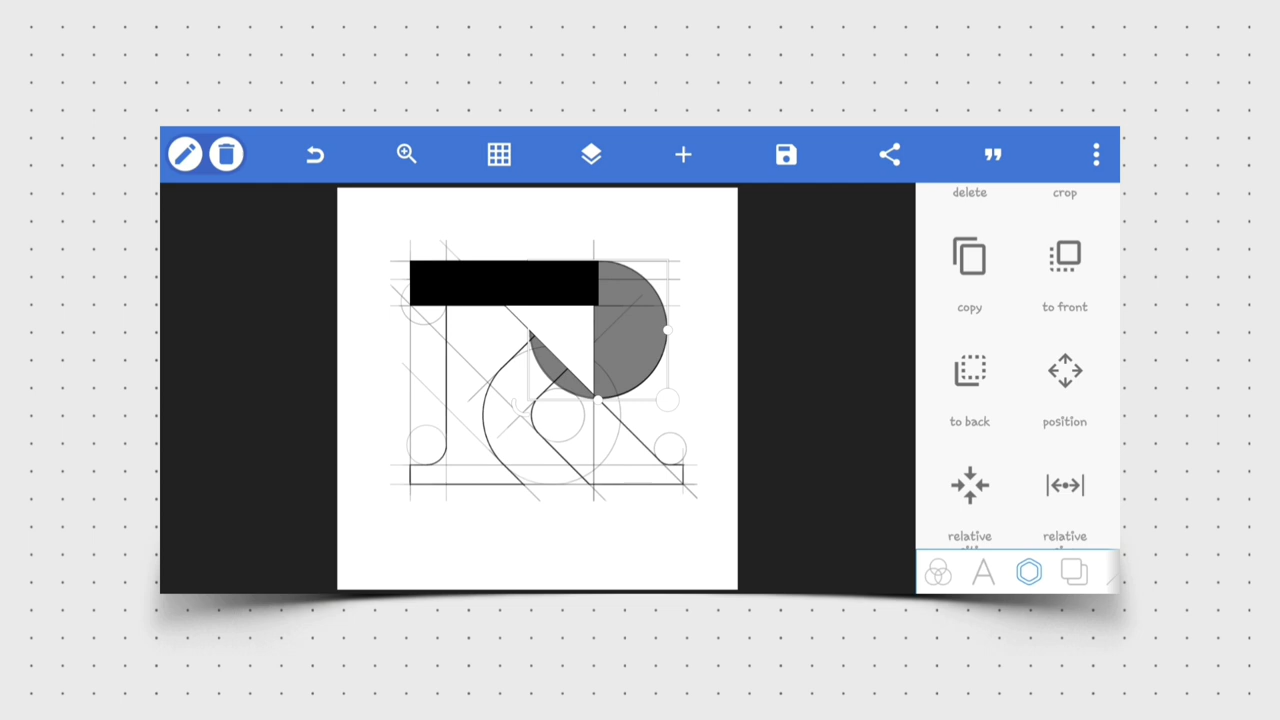 delete crop
copy to front
to back position
relative relative